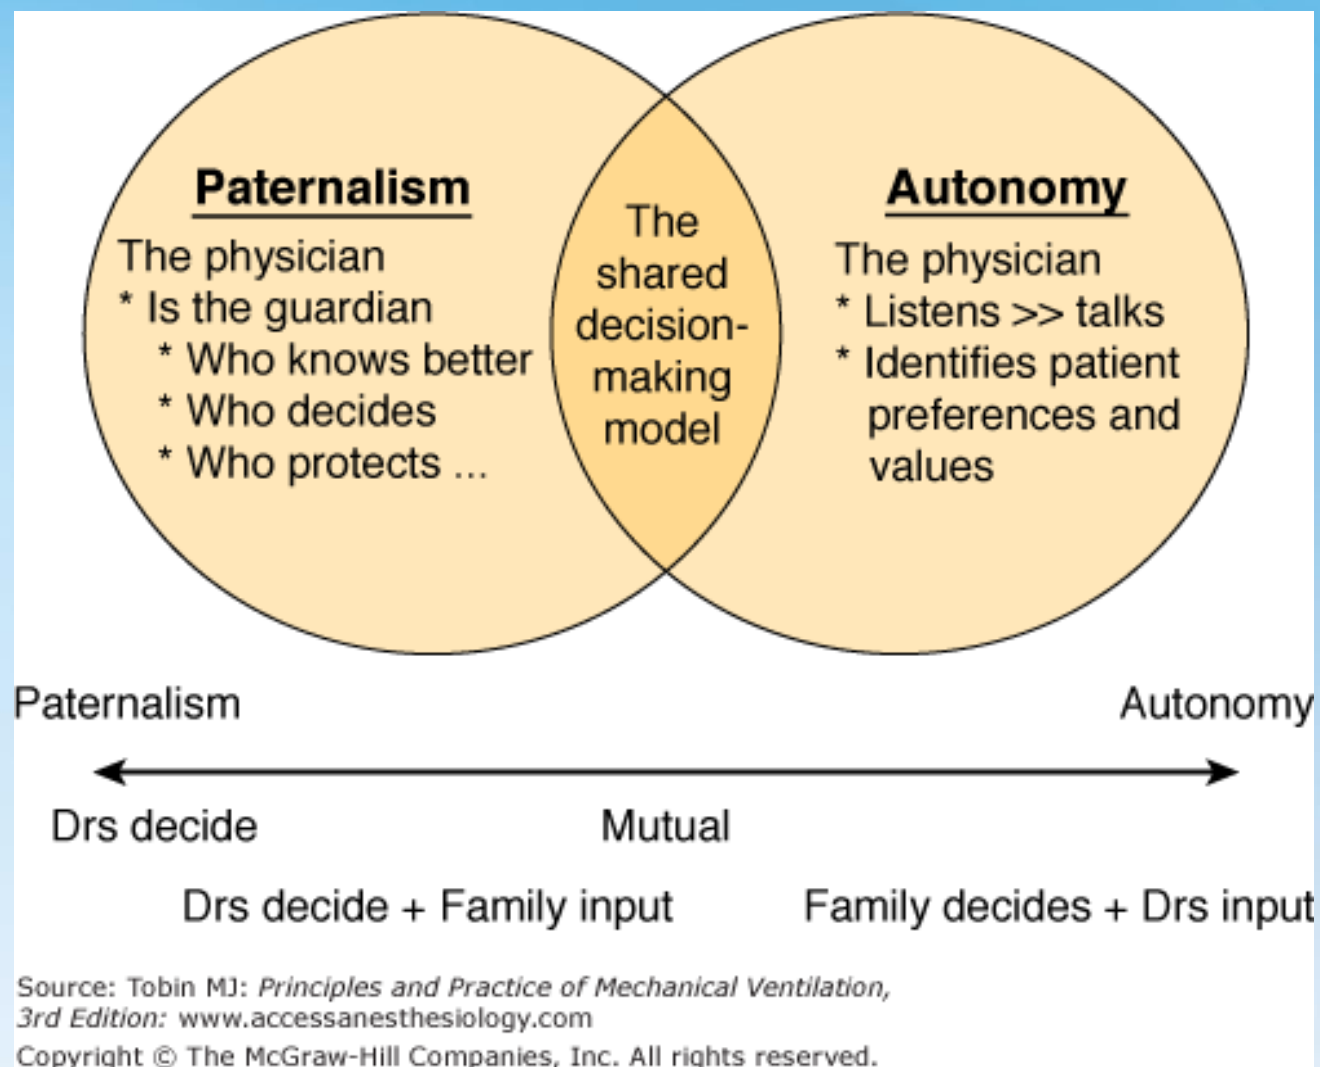 Paternalism
The physician
* Is the guardian
* Who knows better
* Who decides
* Who protects ...
The
shared
decision-
making
model
Autonomy
The physician
* Listens >> talks
* Identifies patient
preferences and
values
Paternalism
Autonomy
Drs decide
Mutual
Drs decide + Family input
Family decides + Drs input
Source: Tobin MJ: Principles and Practice of Mechanical Ventilation,
3rd Edition: www.accessanesthesiology.com
Copyright © The McGraw-Hill Companies, Inc. All rights reserved.